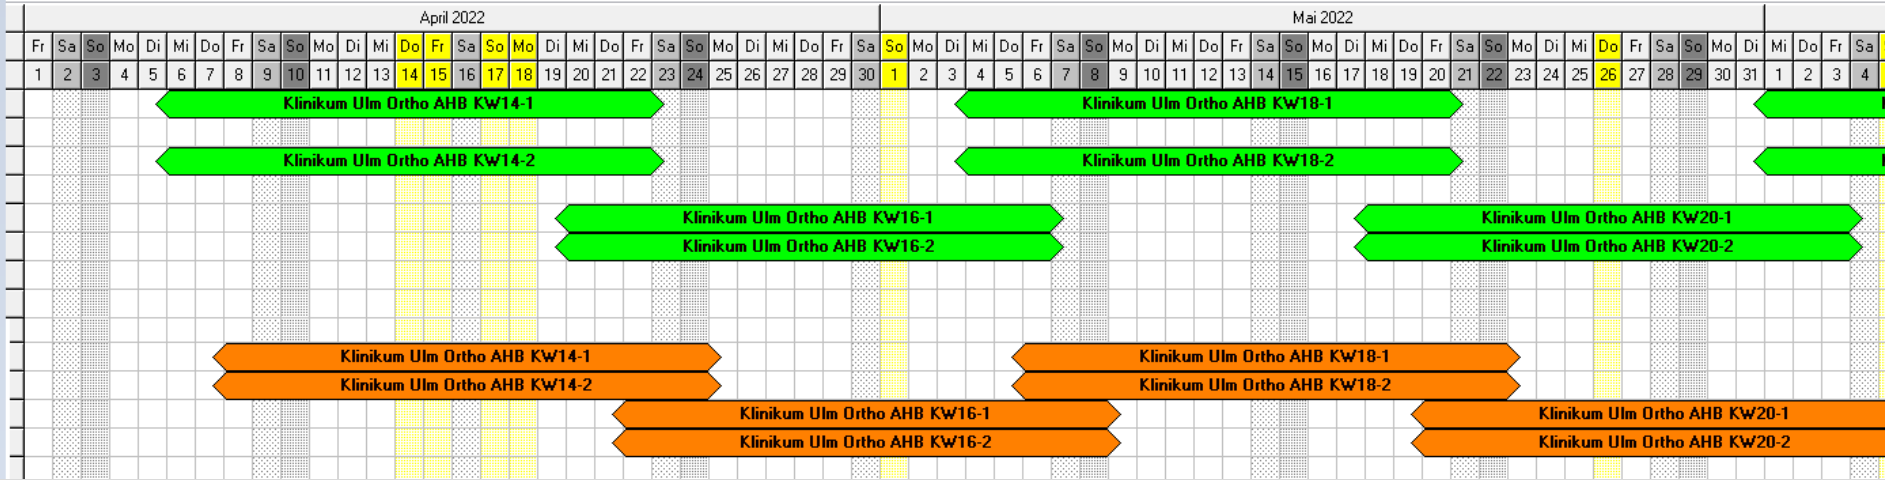 April 2022 Mai 2022
Fr Sa So Mo Di Mi Do Fr Sa So Mo Di Mi Do Fr Sa So Mo Di Mi Do Fr Sa So Mo Di Mi Do Fr Sa So Mo Di Mi Do Fr Sa So Mo Di Mi Do Fr Sa So Mo Di Mi Do Fr Sa So Mo Di Mi Do Fr Sa So Mo Di Mi Do Fr Sa
1 2 3 4 5 6 7 8 9 10 11 12 13 14 15 16 17 18 19 20 21 22 23 24 25 26 27 28 29 30 1 2 3 4 5 6 7 8 9 10 11 12 13 14 15 16 17 18 19 20 21 22 23 24 25 26 27 28 29 30 31 1 2 3 4
Klinikum Ulm Ortho AHB KW14-1 Klinikum Ulm Ortho AHB KW18-1
Klinikum Ulm Ortho AHB KW14-2 Klinikum Ulm Ortho AHB KW18-2
Klinikum Ulm Ortho AHB KW16-1 Klinikum Ulm Ortho AHB KW20-1
Klinikum Ulm Ortho AHB KW16-2 Klinikum Ulm Ortho AHB KW20-2
Klinikum Ulm Ortho AHB KW14-1 Klinikum Ulm Ortho AHB KW18-1
Klinikum Ulm Ortho AHB KW14-2 Klinikum Ulm Ortho AHB KW18-2
Klinikum Ulm Ortho AHB KW16-1 Klinikum Ulm Ortho AHB KW20-1
Klinikum Ulm Ortho AHB KW16-2 Klinikum Ulm Ortho AHB KW20-2